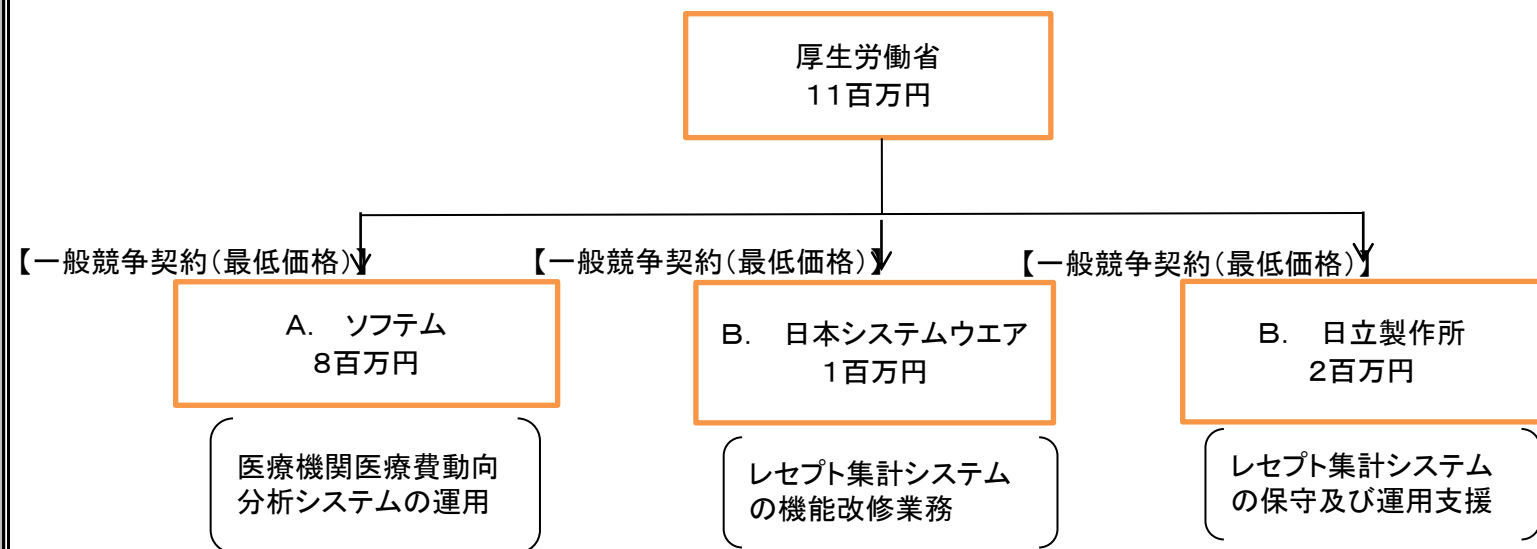 厚生労働省
11百万円
【一般競争契約(最低価格)】
【一般競争契約(最低価格)】
【一般競争契約(最低価格)】
A. ソフテム
8百万円
B. 日本システムウエア
1百万円
B. 日立製作所
2百万円
医療機関医療費動向
分析システムの運用
レセプト集計システム
の機能改修業務
レセプト集計システム
の保守及び運用支援